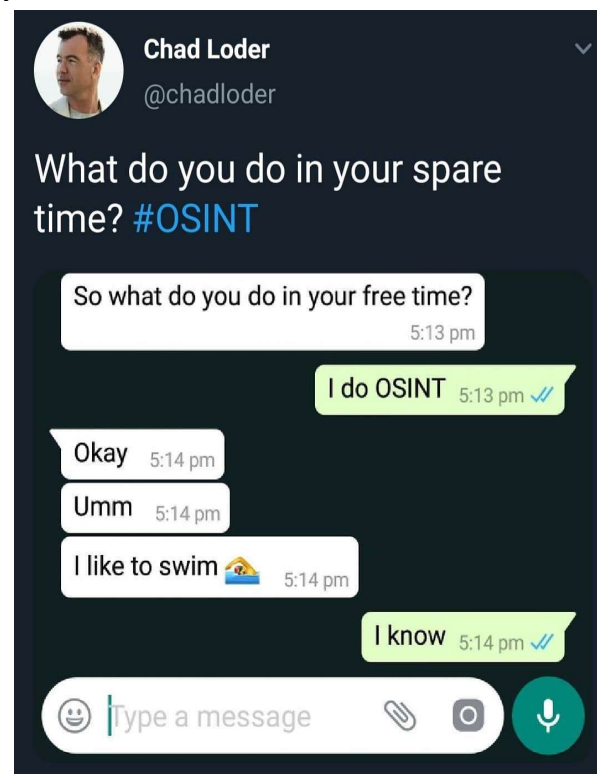 Chad Loder
@chadloder
What do you do in your spare
time? #OSINT
So what do you do in your free time?
5:13 pm
I do OSINT 5:13 pm
Okay 5:14 pm
Umm 5:14 pm
I like to swim 🏊 5:14 pm
I know 5:14 pm
Type a message